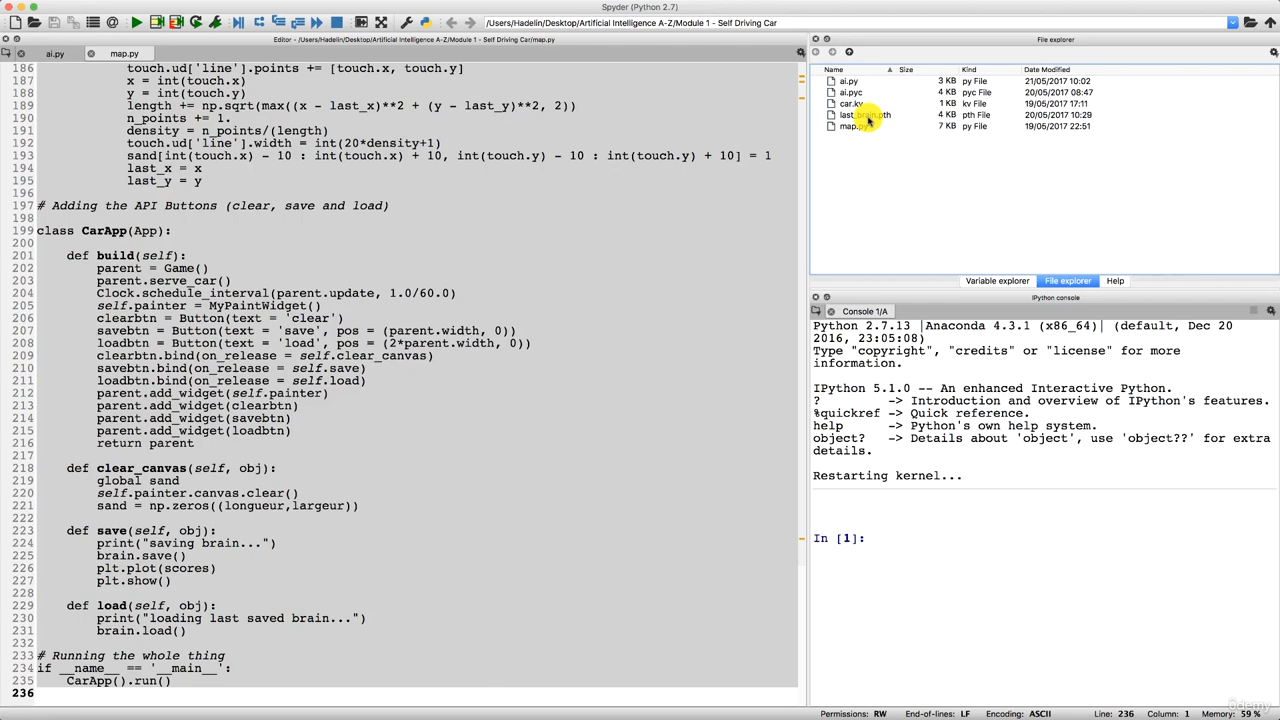 Spyder (Python 2.7)
/Users/Hadelin/Desktop/Artificial Intelligence A-Z/Module 1 - Self Driving Car
Editor - /Users/Hadelin/Desktop/Artificial Intelligence A-Z/Module 1 - Self Driving Car/map.py
ai.py
map.py
186 touch.ud['line'].points += [touch.x, touch.y]
187 x = int(touch.x)
188 y = int(touch.y)
189 length += np.sqrt(max((x - last_x)**2 + (y - last_y)**2, 2))
190 n_points += 1.
191 density = n_points/(length)
192 touch.ud['line'].width = int(20*density+1)
193 sand[int(touch.x) - 10 : int(touch.x) + 10, int(touch.y) - 10 : int(touch.y) + 10] = 1
194 last_x = x
195 last_y = y
196
197 # Adding the API Buttons (clear, save and load)
198
199 class CarApp(App):
200
201 def build(self):
202 parent = Game()
203 parent.serve_car()
204 Clock.schedule_interval(parent.update, 1.0/60.0)
205 self.painter = MyPaintWidget()
206 clearbtn = Button(text = 'clear')
207 savebtn = Button(text = 'save', pos = (parent.width, 0))
208 loadbtn = Button(text = 'load', pos = (2*parent.width, 0))
209 clearbtn.bind(on_release = self.clear_canvas)
210 savebtn.bind(on_release = self.save)
211 loadbtn.bind(on_release = self.load)
212 parent.add_widget(self.painter)
213 parent.add_widget(clearbtn)
214 parent.add_widget(savebtn)
215 parent.add_widget(loadbtn)
216 return parent
217
218 def clear_canvas(self, obj):
219 global sand
220 self.painter.canvas.clear()
221 sand = np.zeros((longueur,largeur))
222
223 def save(self, obj):
224 print("saving brain...")
225 brain.save()
226 plt.plot(scores)
227 plt.show()
228
229 def load(self, obj):
230 print("loading last saved brain...")
231 brain.load()
232
233 # Running the whole thing
234 if __name__ == '__main__':
235 CarApp().run()
236
File explorer
Name Size Kind Date Modified
ai.py 3 KB py File 21/05/2017 10:02
ai.pyc 4 KB pyc File 20/05/2017 08:47
car.kv 1 KB kv File 19/05/2017 17:11
last_brain.pth 4 KB pth File 20/05/2017 10:29
map.py 7 KB py File 19/05/2017 22:51
Variable explorer File explorer Help
IPython console
Console 1/A
Python 2.7.13 |Anaconda 4.3.1 (x86_64)| (default, Dec 20
2016, 23:05:08)
Type "copyright", "credits" or "license" for more
information.
IPython 5.1.0 -- An enhanced Interactive Python.
? -> Introduction and overview of IPython's features.
%quickref -> Quick reference.
help -> Python's own help system.
object? -> Details about 'object', use 'object??' for extra
details.
Restarting kernel...
In [1]:
Permissions: RW End-of-lines: LF Encoding: ASCII Line: 236 Column: 1 Memory: 59 %
udemy